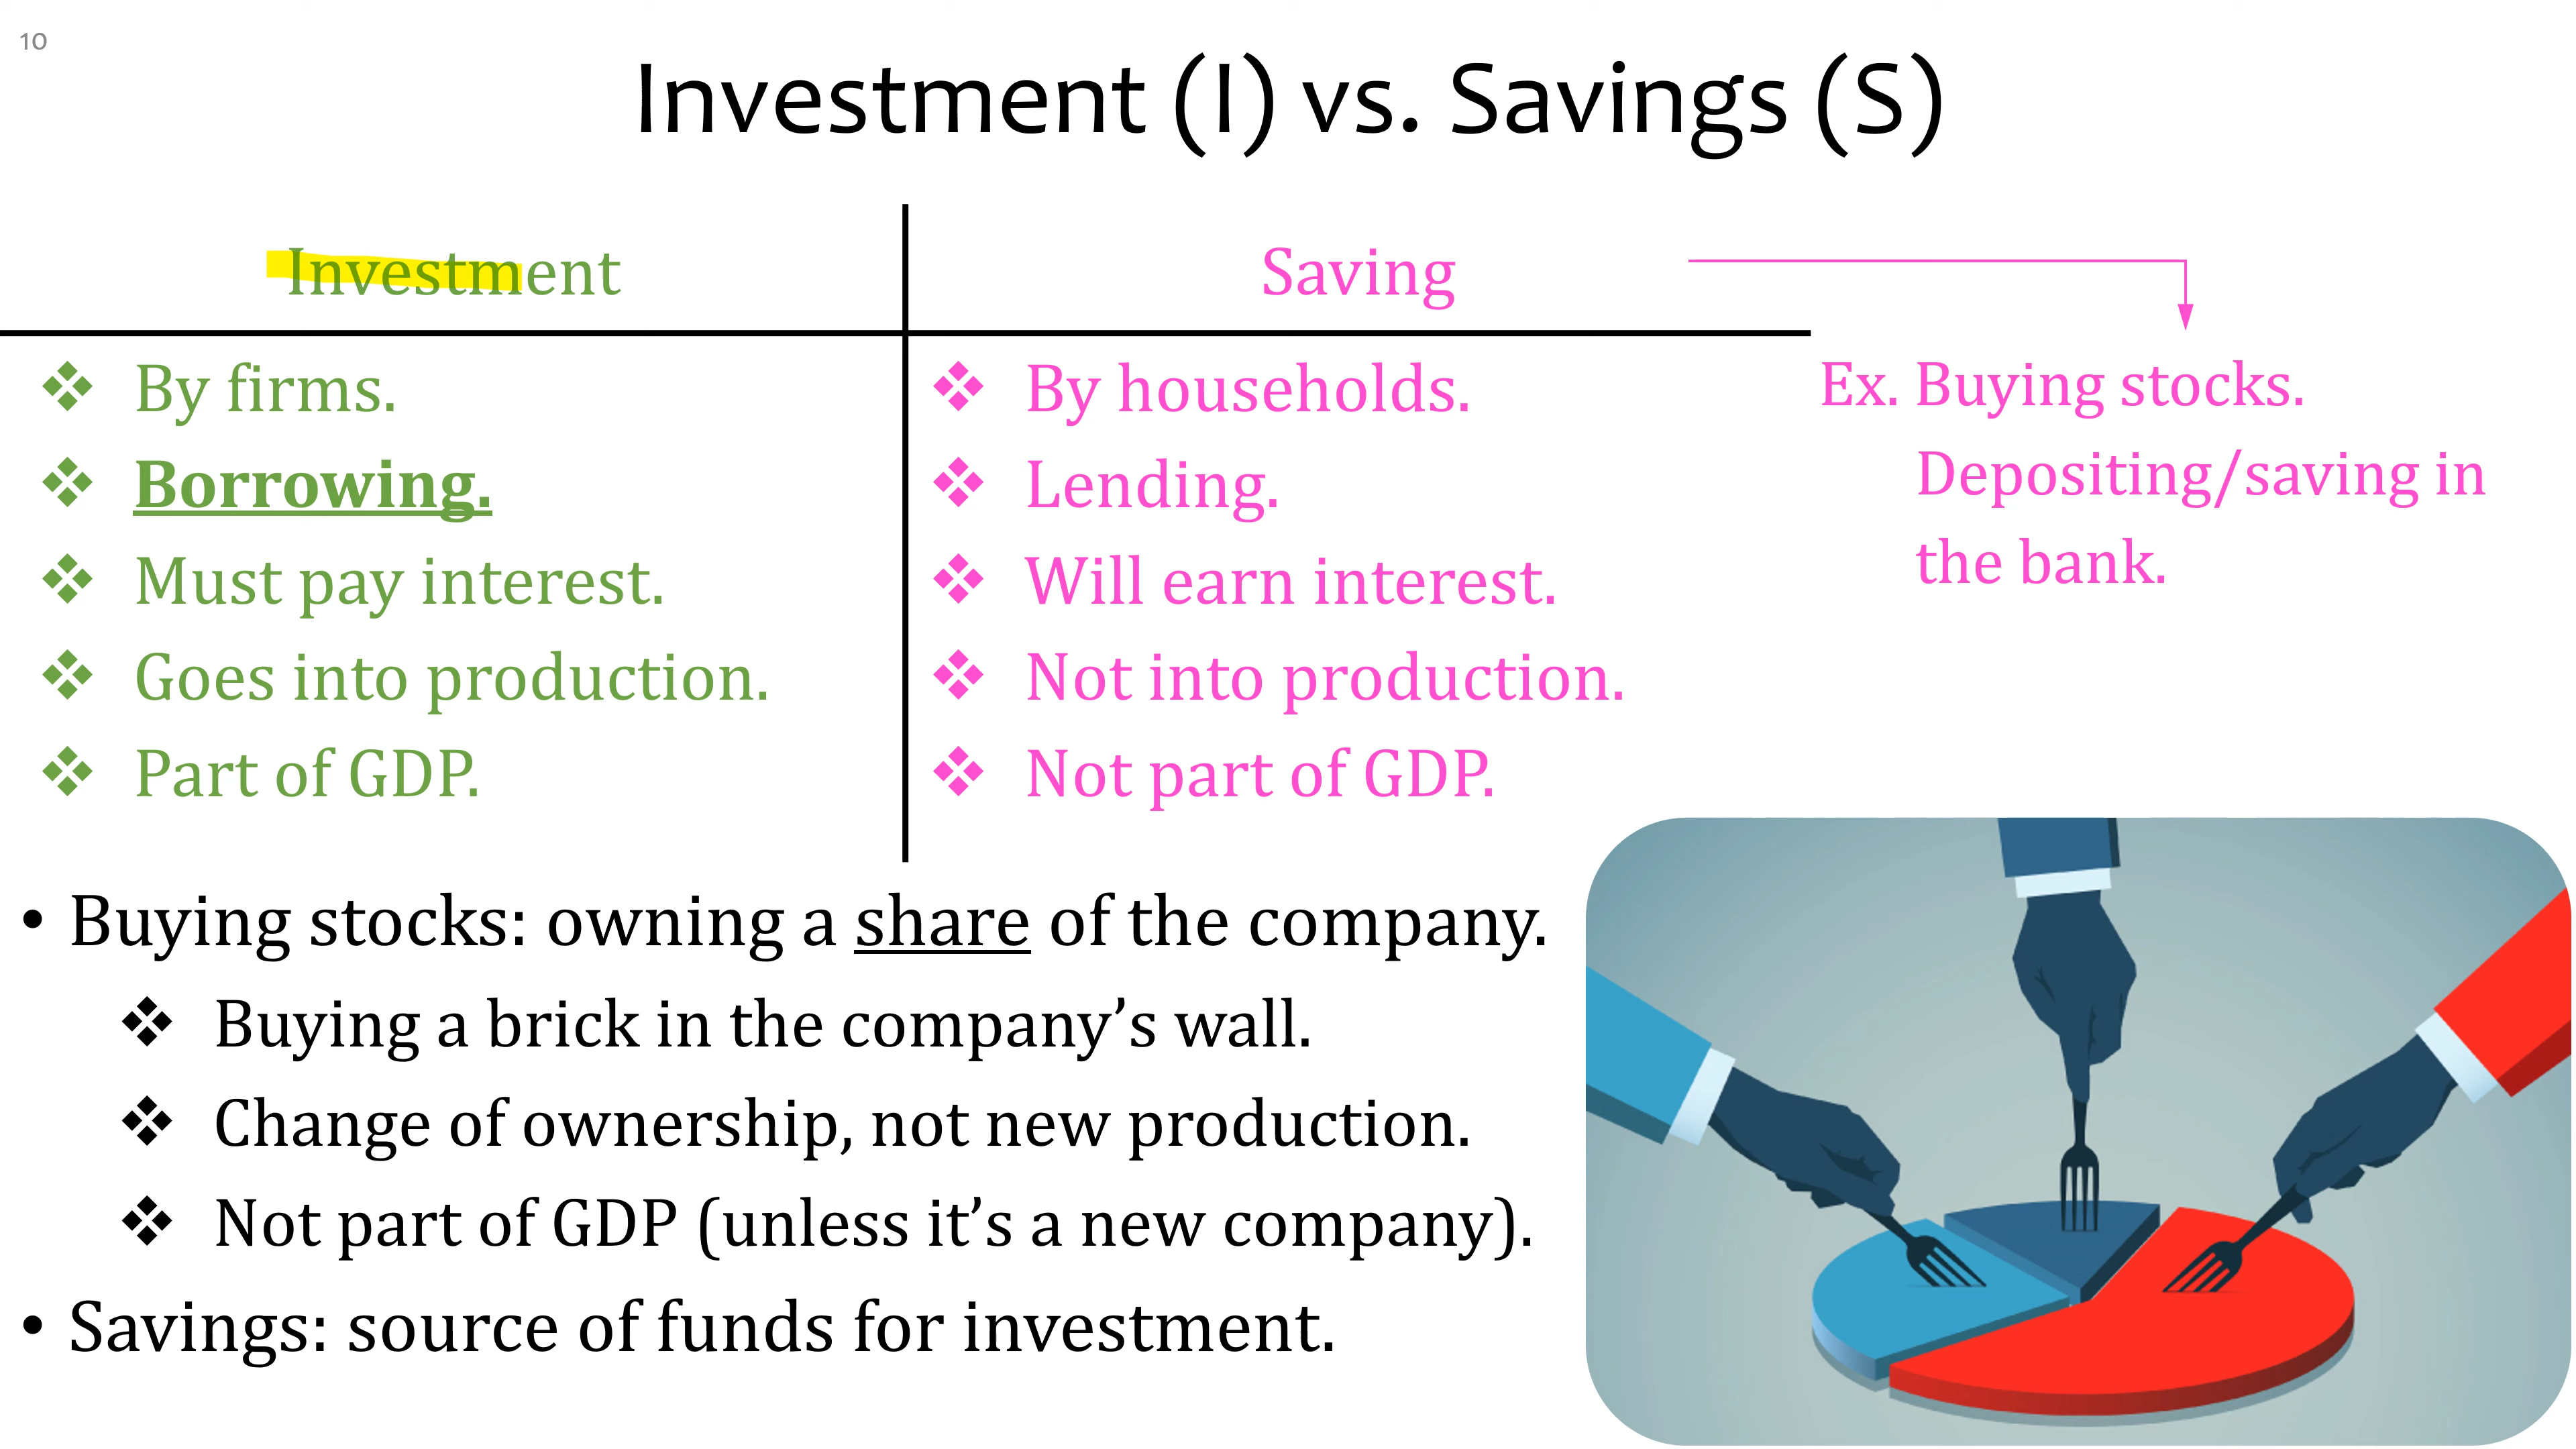 10
Investment (I) vs. Savings (S)
Investment
❖ By firms.
❖ Borrowing.
❖ Must pay interest.
❖ Goes into production.
❖ Part of GDP.
Saving
❖ By households.
❖ Lending.
❖ Will earn interest.
❖ Not into production.
❖ Not part of GDP.
Ex. Buying stocks.
Depositing/saving in
the bank.
• Buying stocks: owning a share of the company.
❖ Buying a brick in the company’s wall.
❖ Change of ownership, not new production.
❖ Not part of GDP (unless it’s a new company).
• Savings: source of funds for investment.